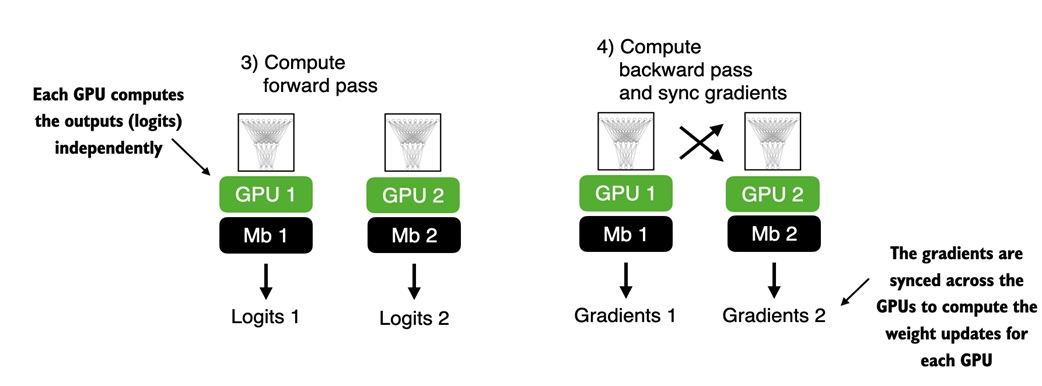 3) Compute
forward pass
Each GPU computes
the outputs (logits)
independently
GPU 1
GPU 2
Mb 1
Mb 2
Logits 1
Logits 2
4) Compute
backward pass
and sync gradients
GPU 1
GPU 2
Mb 1
Mb 2
Gradients 1
Gradients 2
The gradients are
synced across the
GPUs to compute the
weight updates for
each GPU